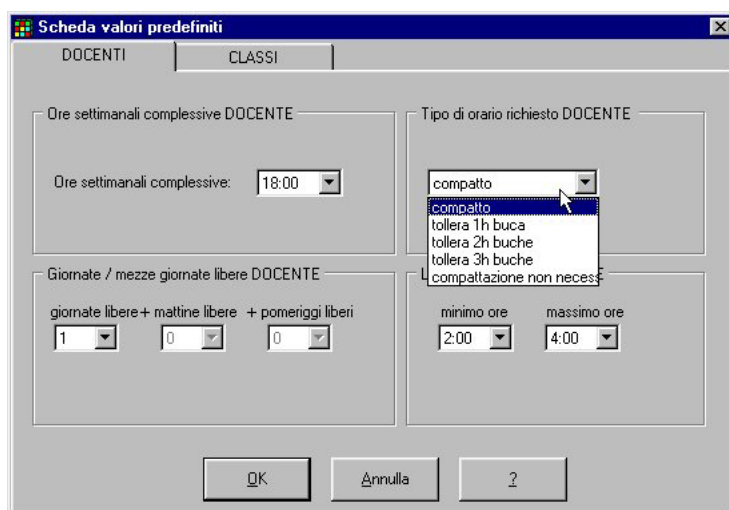 Scheda valori predefiniti
DOCENTI
CLASSI
Ore settimanali complessive DOCENTE
Tipo di orario richiesto DOCENTE
Ore settimanali complessive:
18:00
compatto
compatto
tollera 1h buca
tollera 2h buche
tollera 3h buche
compattazione non necess
Giornate / mezze giornate libere DOCENTE
giornate libere + mattine libere + pomeriggi liberi
1
0
0
minimo ore
massimo ore
2:00
4:00
OK
Annulla
?